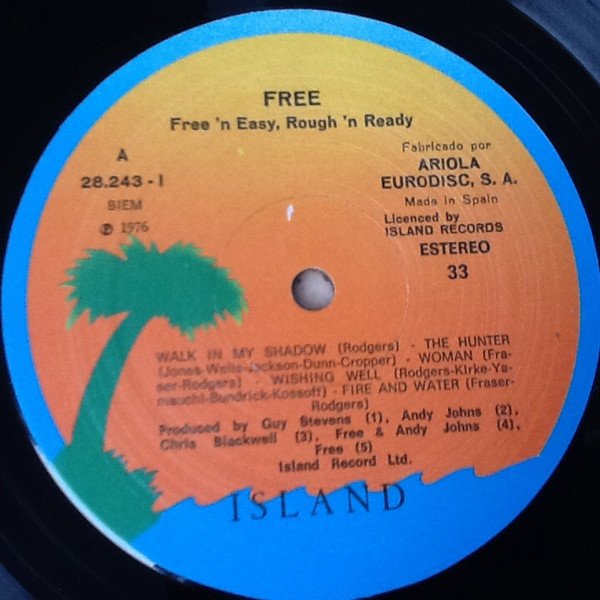 FREE
Free 'n Easy, Rough 'n Ready
A
28.243 - I
BIEM
℗ 1976
Fabricado por
ARIOLA
EURODISC, S. A.
Made in Spain
Licenced by
ISLAND RECORDS
ESTEREO
33
WALK IN MY SHADOW (Rodgers) - THE HUNTER
(Jones-Wells-Jackson-Dunn-Cropper) - WOMAN (Fra-
ser-Rodgers) - WISHING WELL (Rodgers-Kirke-Ya-
mauchi-Bundrick-Kossoff) - FIRE AND WATER (Fraser-
Rodgers)
Produced by Guy Stevens (1), Andy Johns (2),
Chris Blackwell (3), Free & Andy Johns (4),
Free (5)
Island Record Ltd.
ISLAND